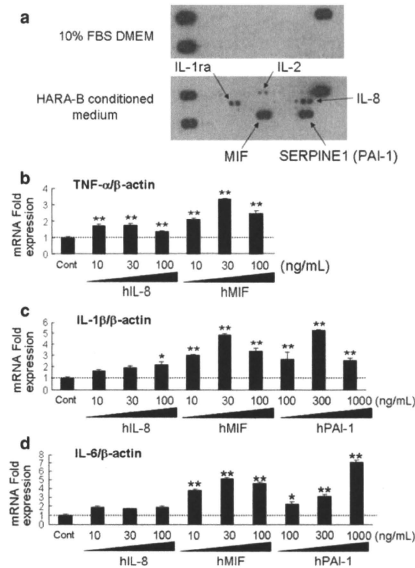 a
10% FBS DMEM
IL-1ra IL-2
HARA-B conditioned medium
IL-8
MIF SERPINE1 (PAI-1)
b
TNF-α/β-actin
mRNA Fold expression
4
3
2
1
0
** ** ** ** ** **
Cont 10 30 100 10 30 100 (ng/mL)
hIL-8 hMIF
c
IL-1β/β-actin
mRNA Fold expression
6
5
4
3
2
1
0
* ** ** ** ** ** **
Cont 10 30 100 10 30 100 100 300 1000 (ng/mL)
hIL-8 hMIF hPAI-1
d
IL-6/β-actin
mRNA Fold expression
8
7
6
5
4
3
2
1
0
** ** ** * ** **
Cont 10 30 100 10 30 100 100 300 1000 (ng/mL)
hIL-8 hMIF hPAI-1